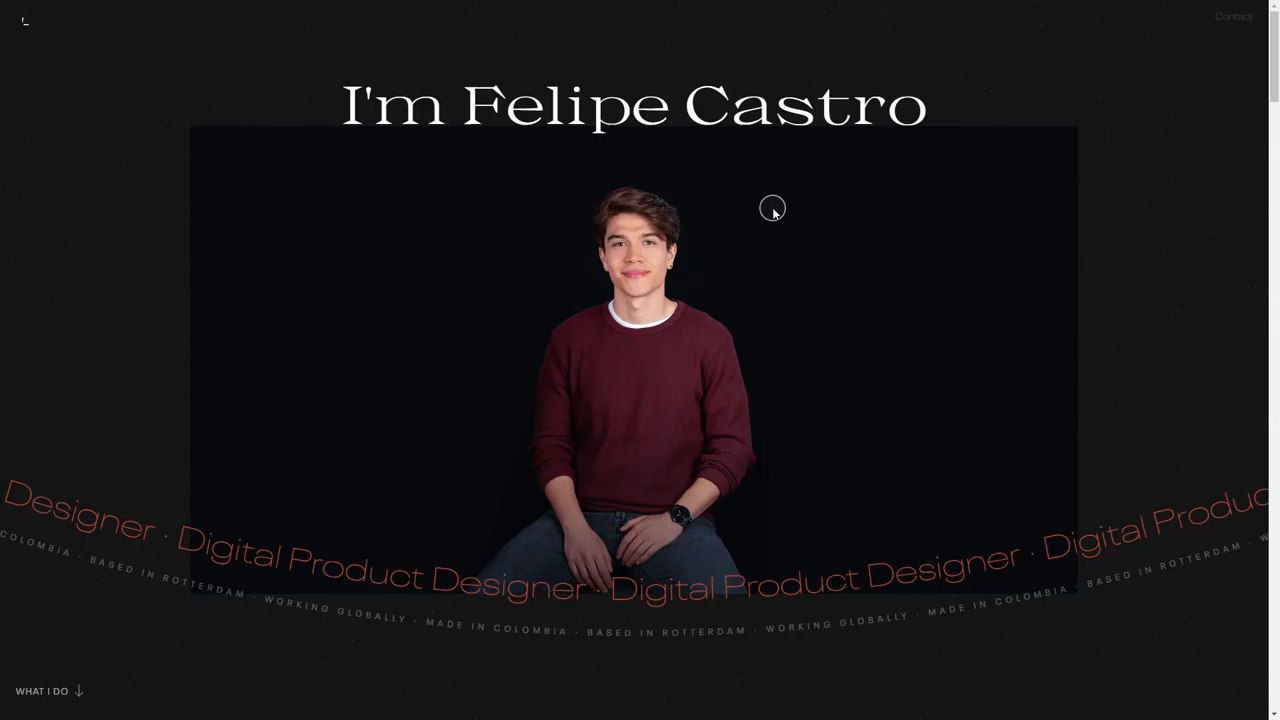 Contact
I'm Felipe Castro
Designer · Digital Product Designer · Digital Product Designer · Digital Produc
COLOMBIA · BASED IN ROTTERDAM · WORKING GLOBALLY · MADE IN COLOMBIA · BASED IN ROTTERDAM · WORKING GLOBALLY · MADE IN COLOMBIA · BASED IN ROTTERDAM · W
WHAT I DO ↓